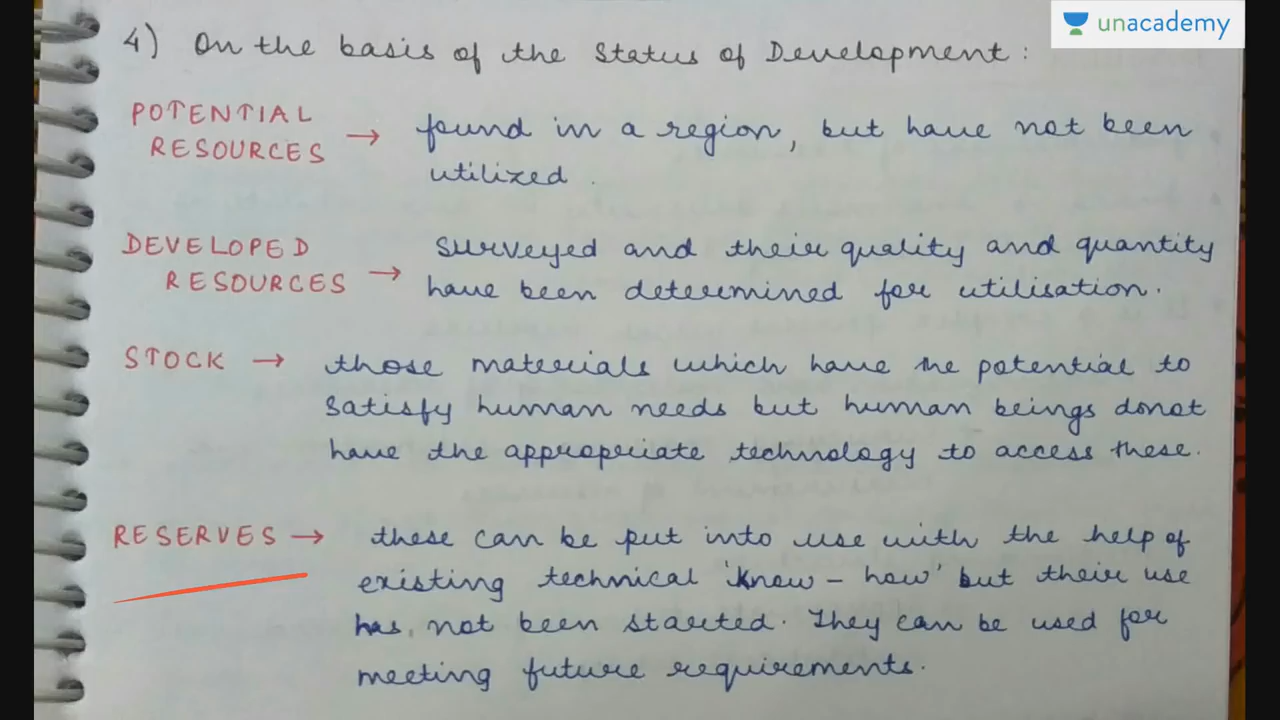 unacademy
4) On the basis of the Status of Development :
POTENTIAL RESOURCES → found in a region, but have not been
utilized.
DEVELOPED RESOURCES → surveyed and their quality and quantity
have been determined for utilisation.
STOCK → those materials which have the potential to
satisfy human needs but human beings donot
have the appropriate technology to access these.
RESERVES → these can be put into use with the help of
existing technical 'know - how' but their use
has not been started. They can be used for
meeting future requirements.